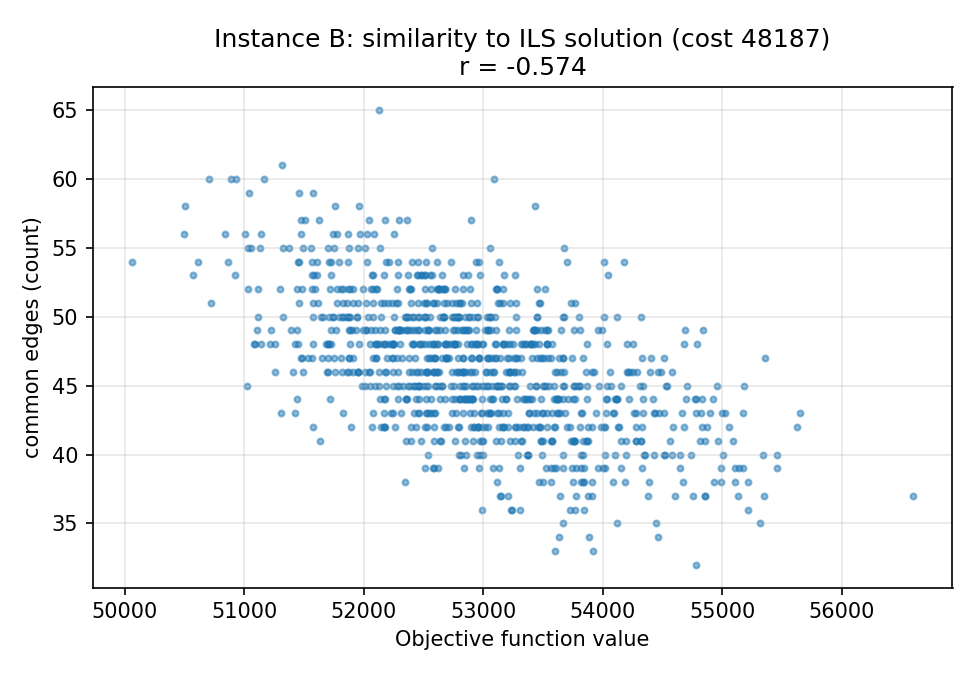 Instance B: similarity to ILS solution (cost 48187)
r = -0.574
65
60
55
50
45
40
35
common edges (count)
50000 51000 52000 53000 54000 55000 56000
Objective function value